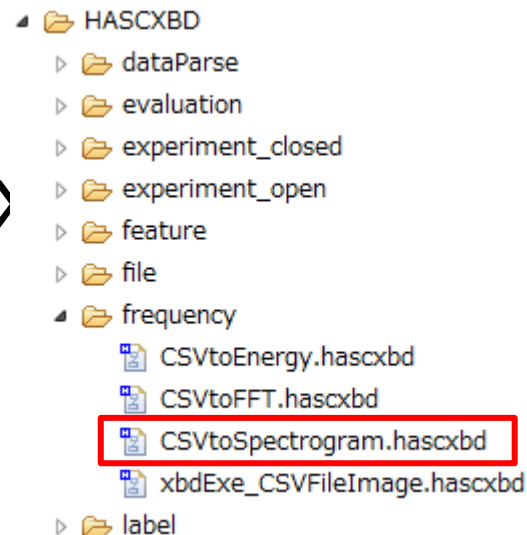 HASCXBD
dataParse
evaluation
experiment_closed
experiment_open
feature
file
frequency
CSVtoEnergy.hascxbd
CSVtoFFT.hascxbd
CSVtoSpectrogram.hascxbd
xbdExe_CSVFileImage.hascxbd
label